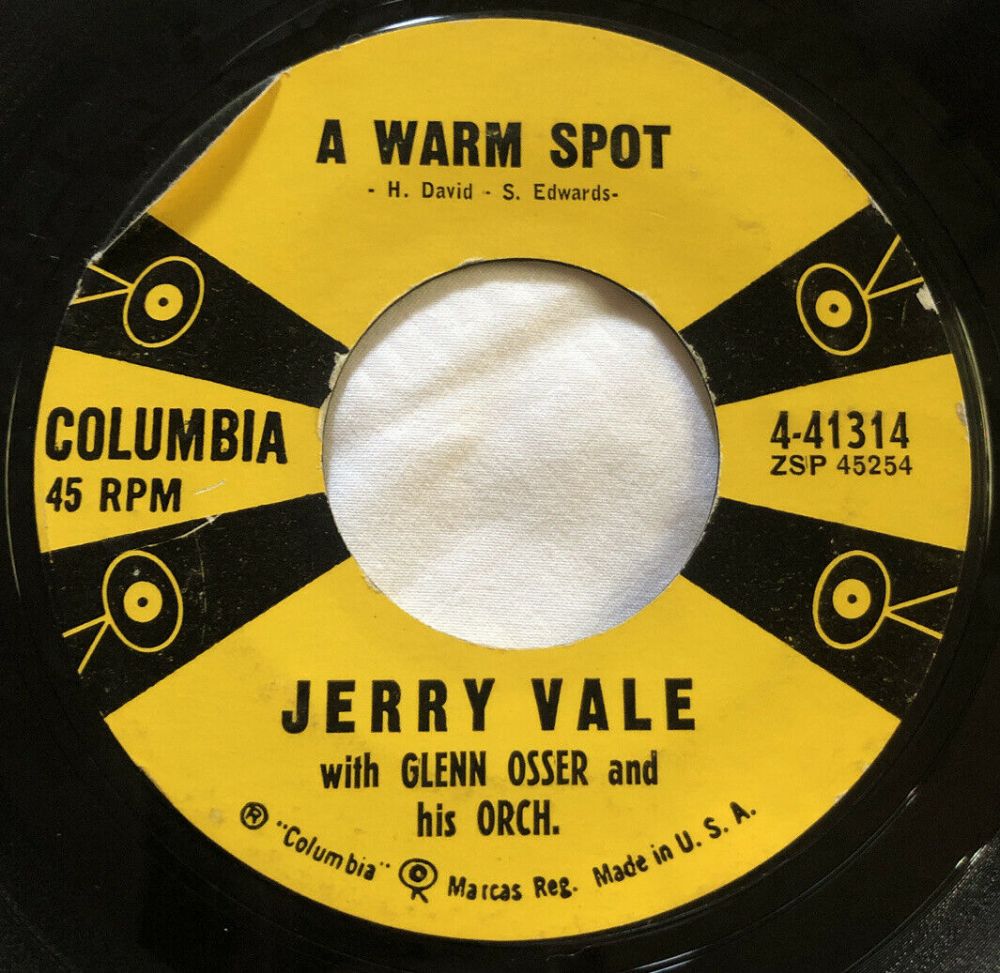 A WARM SPOT
- H. David - S. Edwards-
COLUMBIA
45 RPM
4-41314
ZSP 45254
JERRY VALE
with GLENN OSSER and
his ORCH.
® "Columbia" Marcas Reg. Made in U. S. A.